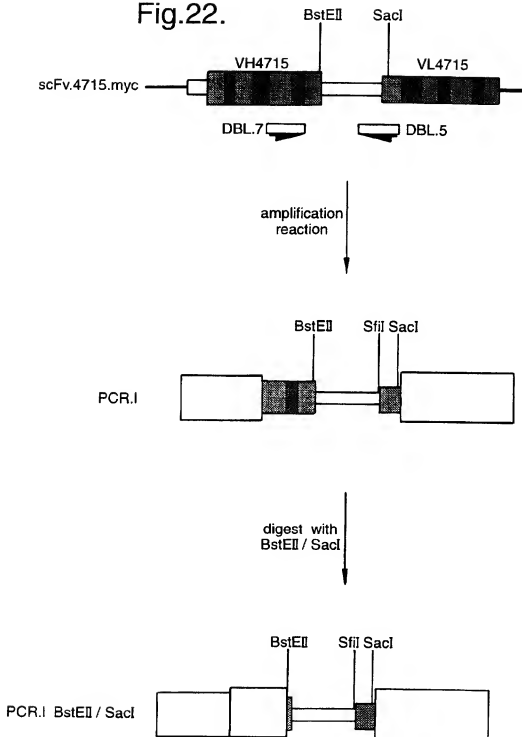 Fig.22.
BstEII SacI
VH4715 VL4715
scFv.4715.myc
DBL.7 DBL.5
amplification
reaction
BstEII SfiI SacI
PCR.I
digest with
BstEII / SacI
BstEII SfiI SacI
PCR.I BstEII / SacI